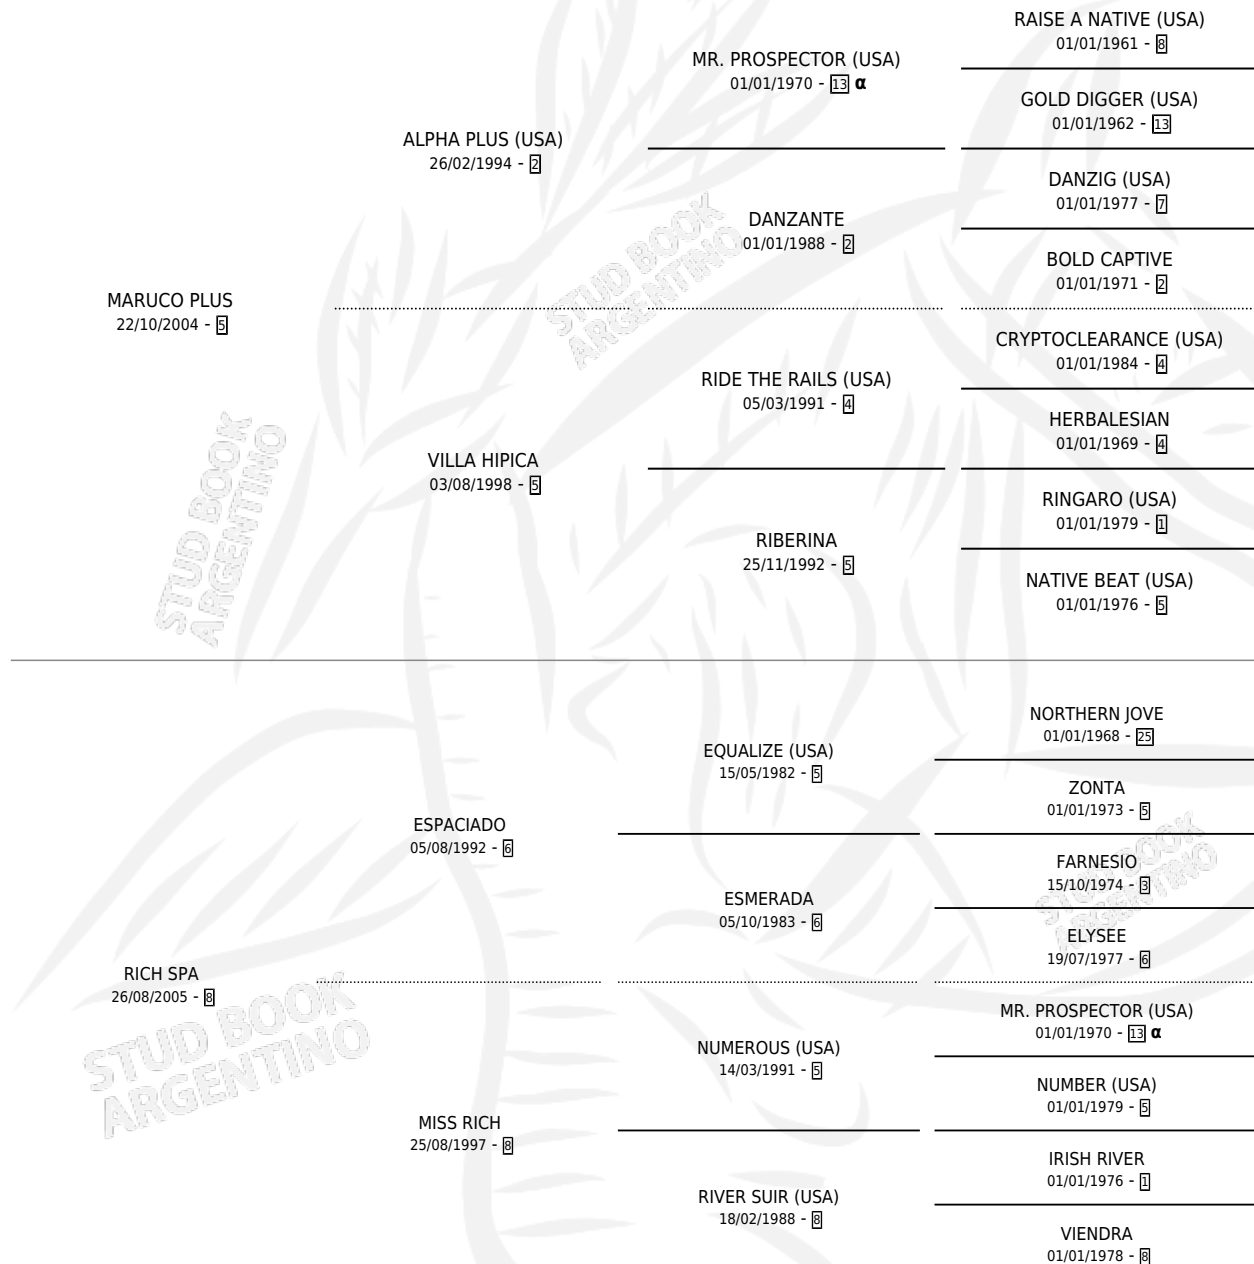 RAISE A NATIVE (USA)
01/01/1961 - 8
MR. PROSPECTOR (USA)
01/01/1970 - 13 α
GOLD DIGGER (USA)
01/01/1962 - 13
ALPHA PLUS (USA)
26/02/1994 - 2
DANZIG (USA)
01/01/1977 - 7
DANZANTE
01/01/1988 - 2
BOLD CAPTIVE
01/01/1971 - 2
MARUCO PLUS
22/10/2004 - 5
CRYPTOCLEARANCE (USA)
01/01/1984 - 4
RIDE THE RAILS (USA)
05/03/1991 - 4
HERBALESIAN
01/01/1969 - 4
VILLA HIPICA
03/08/1998 - 5
RINGARO (USA)
01/01/1979 - 1
RIBERINA
25/11/1992 - 5
NATIVE BEAT (USA)
01/01/1976 - 5
STUD BOOK
ARGENTINO
STUD BOOK
ARGENTINO
NORTHERN JOVE
01/01/1968 - 25
EQUALIZE (USA)
15/05/1982 - 5
ZONTA
01/01/1973 - 5
ESPACIADO
05/08/1992 - 6
FARNESIO
15/10/1974 - 3
ESMERADA
05/10/1983 - 6
ELYSEE
19/07/1977 - 6
RICH SPA
26/08/2005 - 8
MR. PROSPECTOR (USA)
01/01/1970 - 13 α
NUMEROUS (USA)
14/03/1991 - 5
NUMBER (USA)
01/01/1979 - 5
MISS RICH
25/08/1997 - 8
IRISH RIVER
01/01/1976 - 1
RIVER SUIR (USA)
18/02/1988 - 8
VIENDRA
01/01/1978 - 8
STUD BOOK
ARGENTINO
STUD BOOK
ARGENTINO